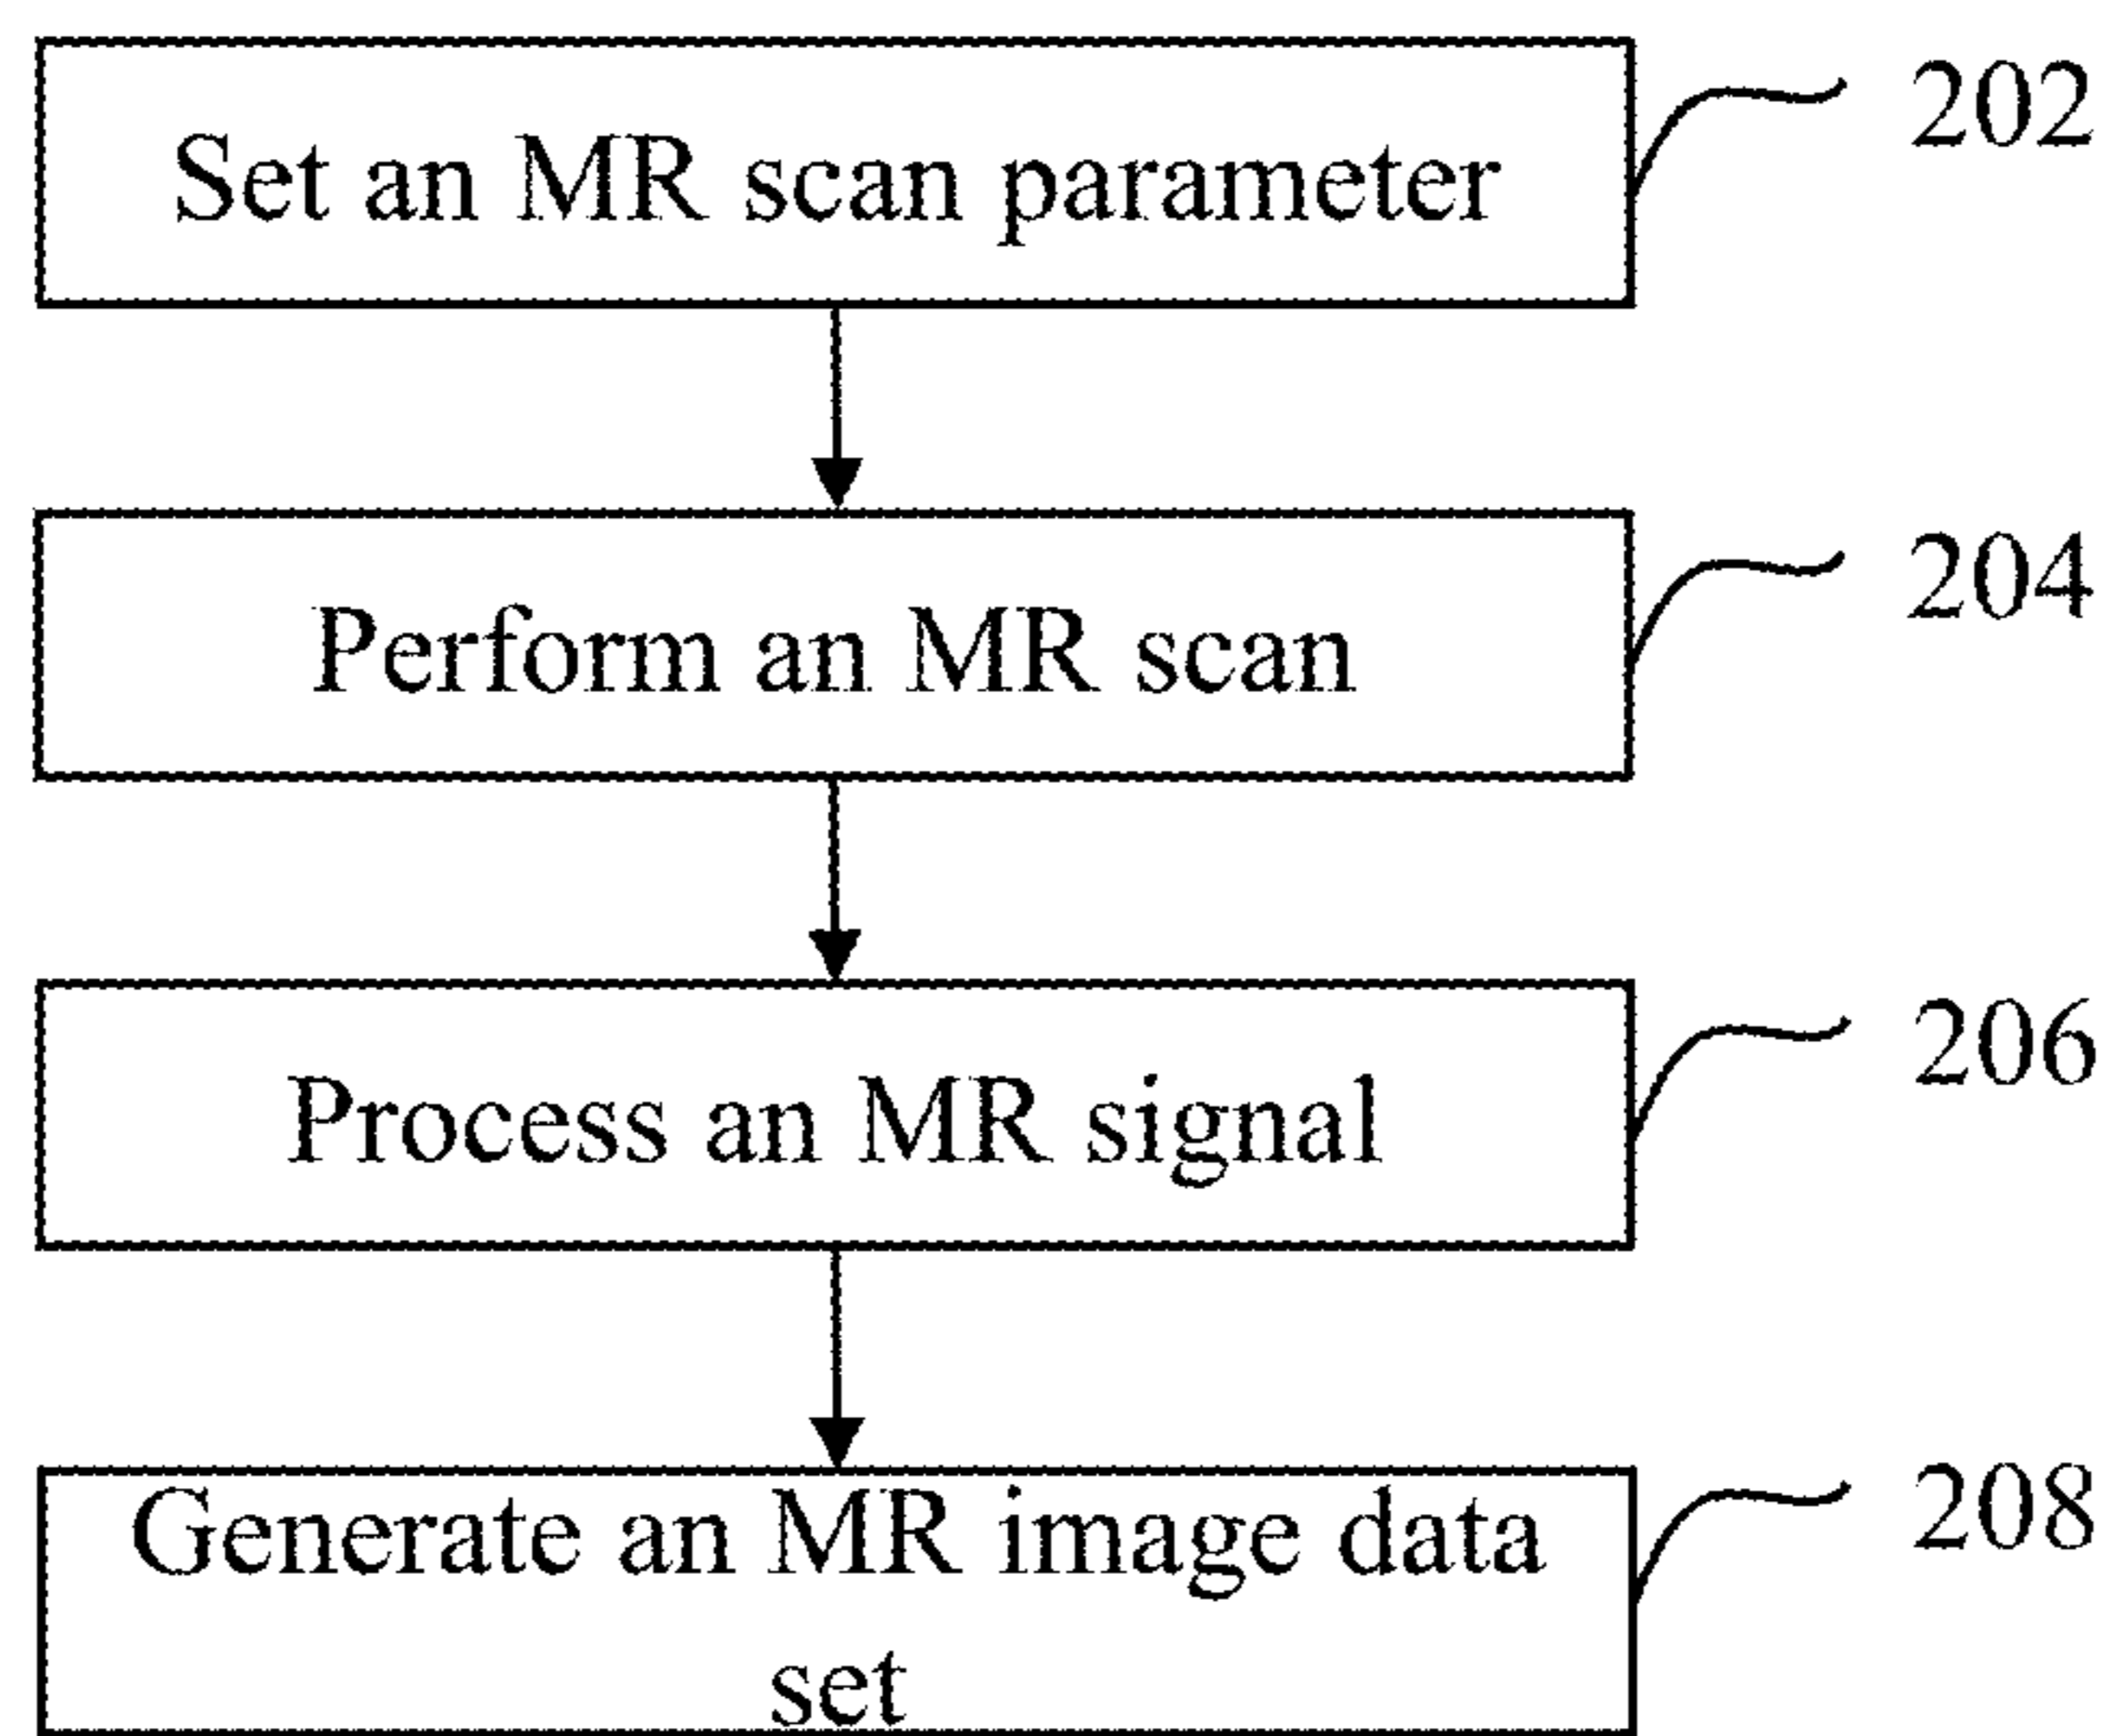 Set an MR scan parameter
202
Perform an MR scan
204
Process an MR signal
206
Generate an MR image data
set
208